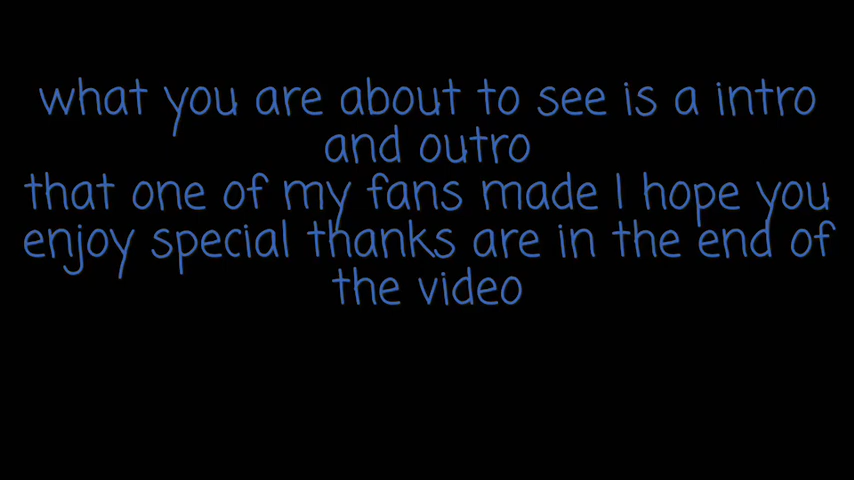 what you are about to see is a intro
and outro
that one of my fans made I hope you
enjoy special thanks are in the end of
the video